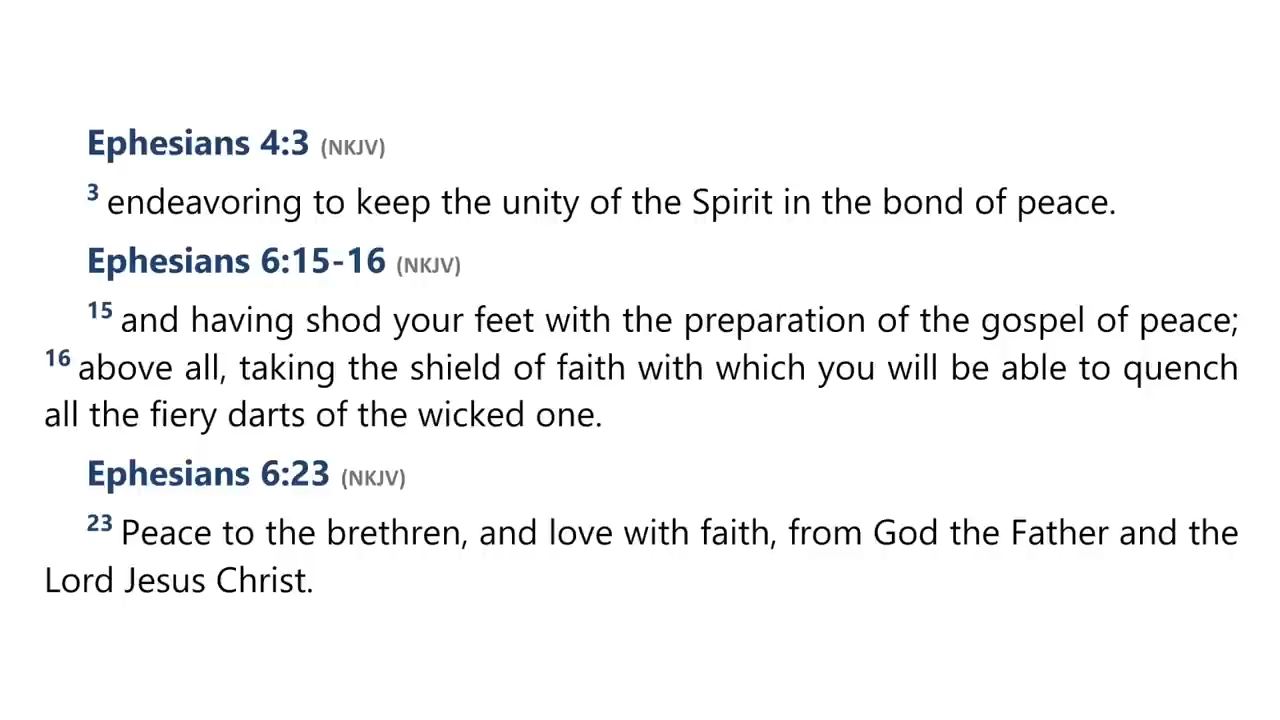 Ephesians 4:3 (NKJV)
3 endeavoring to keep the unity of the Spirit in the bond of peace.
Ephesians 6:15-16 (NKJV)
15 and having shod your feet with the preparation of the gospel of peace;
16 above all, taking the shield of faith with which you will be able to quench
all the fiery darts of the wicked one.
Ephesians 6:23 (NKJV)
23 Peace to the brethren, and love with faith, from God the Father and the
Lord Jesus Christ.